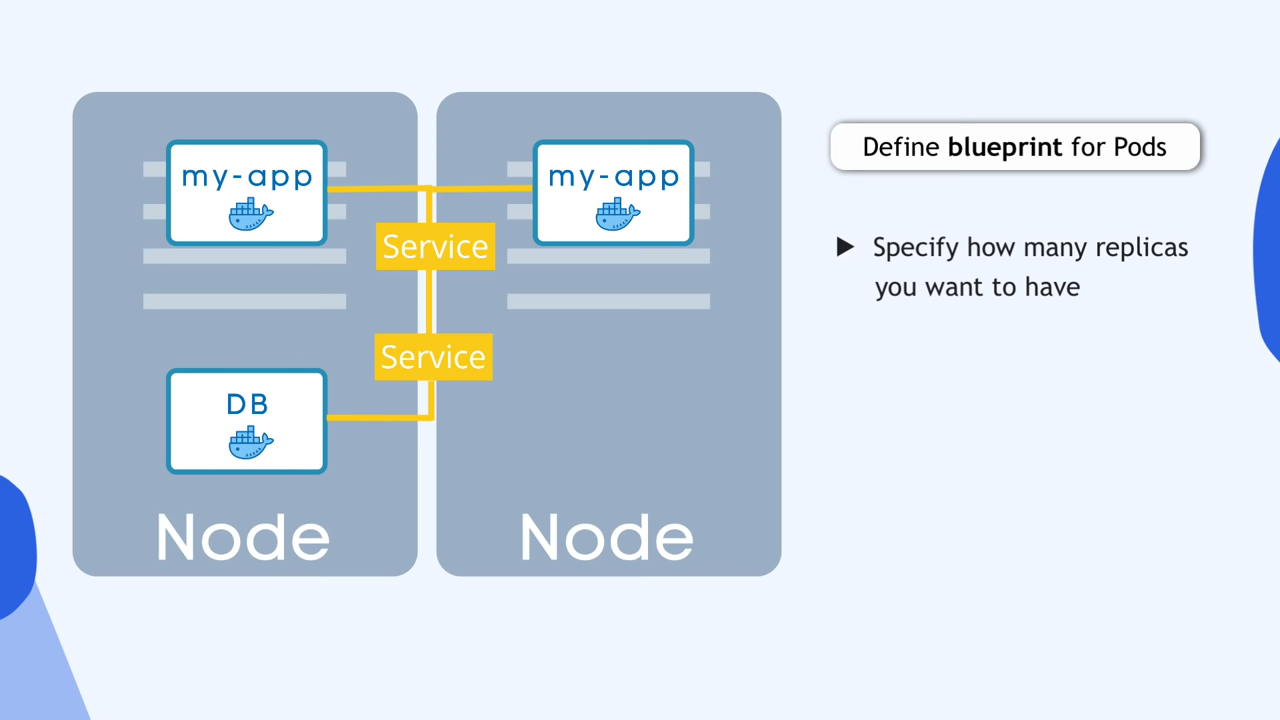 my-app
my-app
Service
Service
DB
Node
Node
Define blueprint for Pods
Specify how many replicas
you want to have